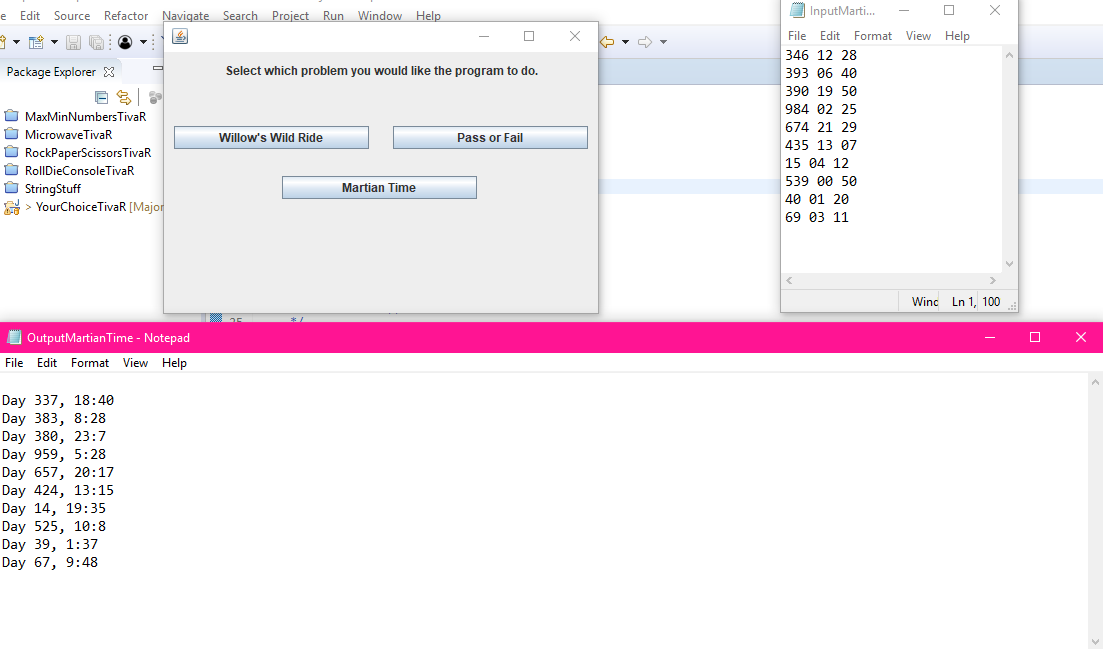 e Edit Source Refactor Navigate Search Project Run Window Help
Package Explorer
MaxMinNumbersTivaR
MicrowaveTivaR
RockPaperScissorsTivaR
RollDieConsoleTivaR
StringStuff
> YourChoiceTivaR [Major
Select which problem you would like the program to do.
Willow's Wild Ride Pass or Fail
Martian Time
InputMarti...
File Edit Format View Help
346 12 28
393 06 40
390 19 50
984 02 25
674 21 29
435 13 07
15 04 12
539 00 50
40 01 20
69 03 11
Wind Ln 1, 100
25 */
OutputMartianTime - Notepad
File Edit Format View Help
Day 337, 18:40
Day 383, 8:28
Day 380, 23:7
Day 959, 5:28
Day 657, 20:17
Day 424, 13:15
Day 14, 19:35
Day 525, 10:8
Day 39, 1:37
Day 67, 9:48